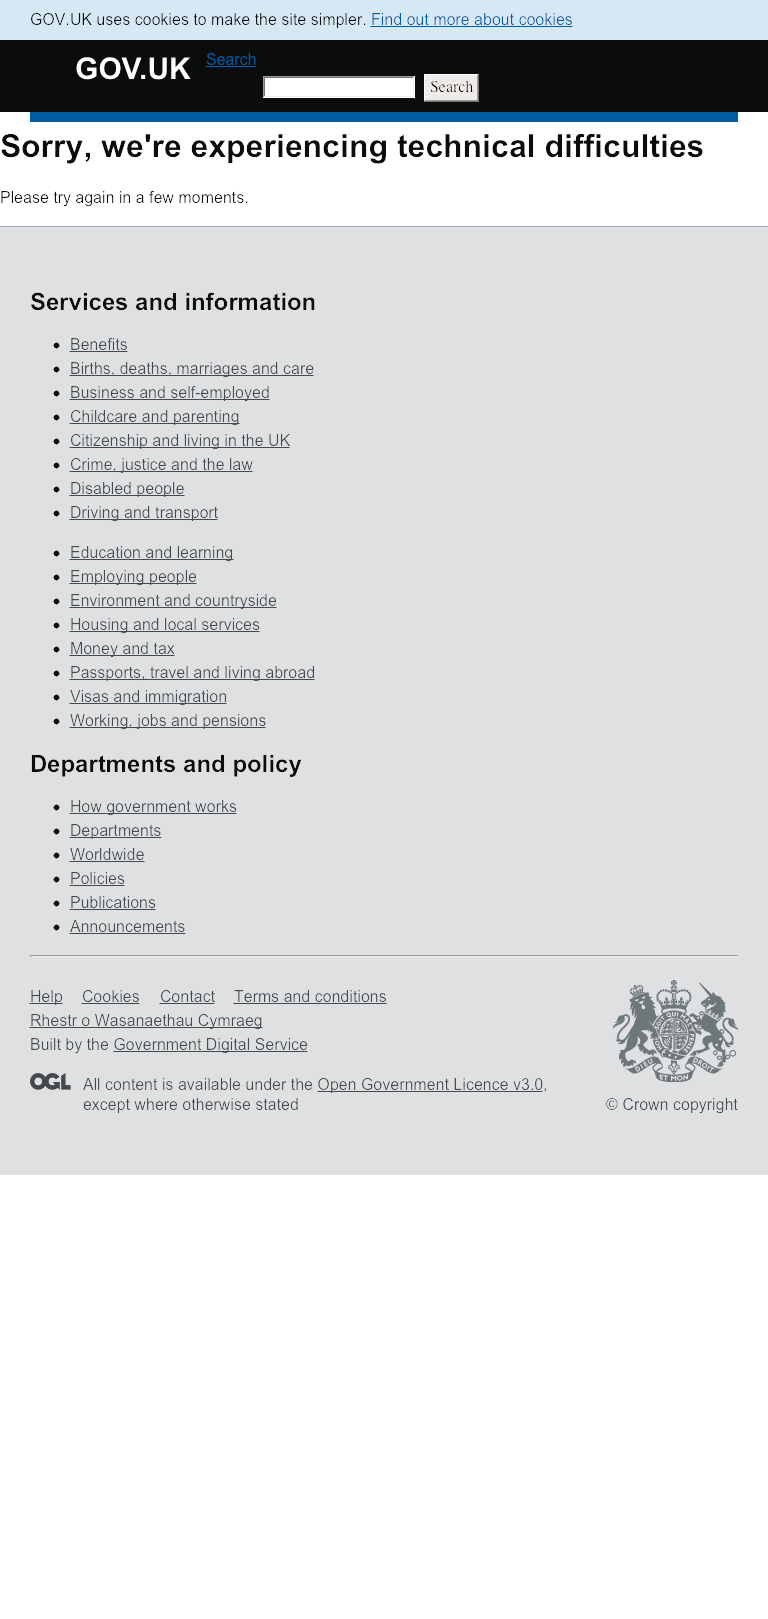 GOV.UK uses cookies to make the site simpler. Find out more about cookies
GOV.UK
Search
Search
Sorry, we're experiencing technical difficulties
Please try again in a few moments.
Services and information
Benefits
Births, deaths, marriages and care
Business and self-employed
Childcare and parenting
Citizenship and living in the UK
Crime, justice and the law
Disabled people
Driving and transport
Education and learning
Employing people
Environment and countryside
Housing and local services
Money and tax
Passports, travel and living abroad
Visas and immigration
Working, jobs and pensions
Departments and policy
How government works
Departments
Worldwide
Policies
Publications
Announcements
Help Cookies Contact Terms and conditions
Rhestr o Wasanaethau Cymraeg
Built by the Government Digital Service
OGL All content is available under the Open Government Licence v3.0,
except where otherwise stated
DIEU ET MON DROIT
© Crown copyright